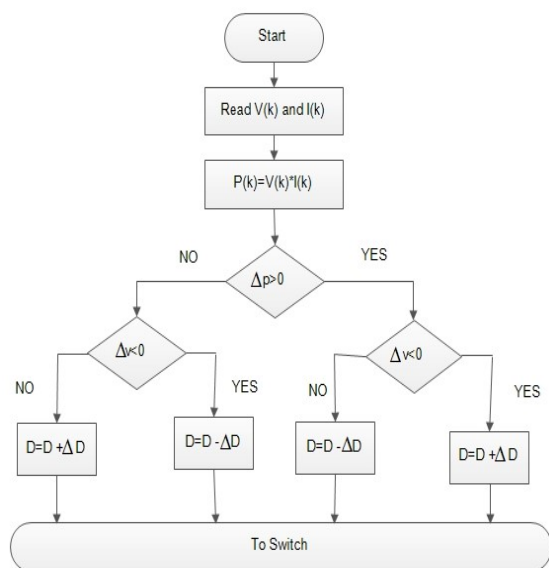 Start
Read V(k) and I(k)
P(k)=V(k)*I(k)
NO
YES
Δp>0
Δv<0
Δv<0
NO
YES
NO
YES
D=D +Δ D
D=D -ΔD
D=D -ΔD
D=D +Δ D
To Switch